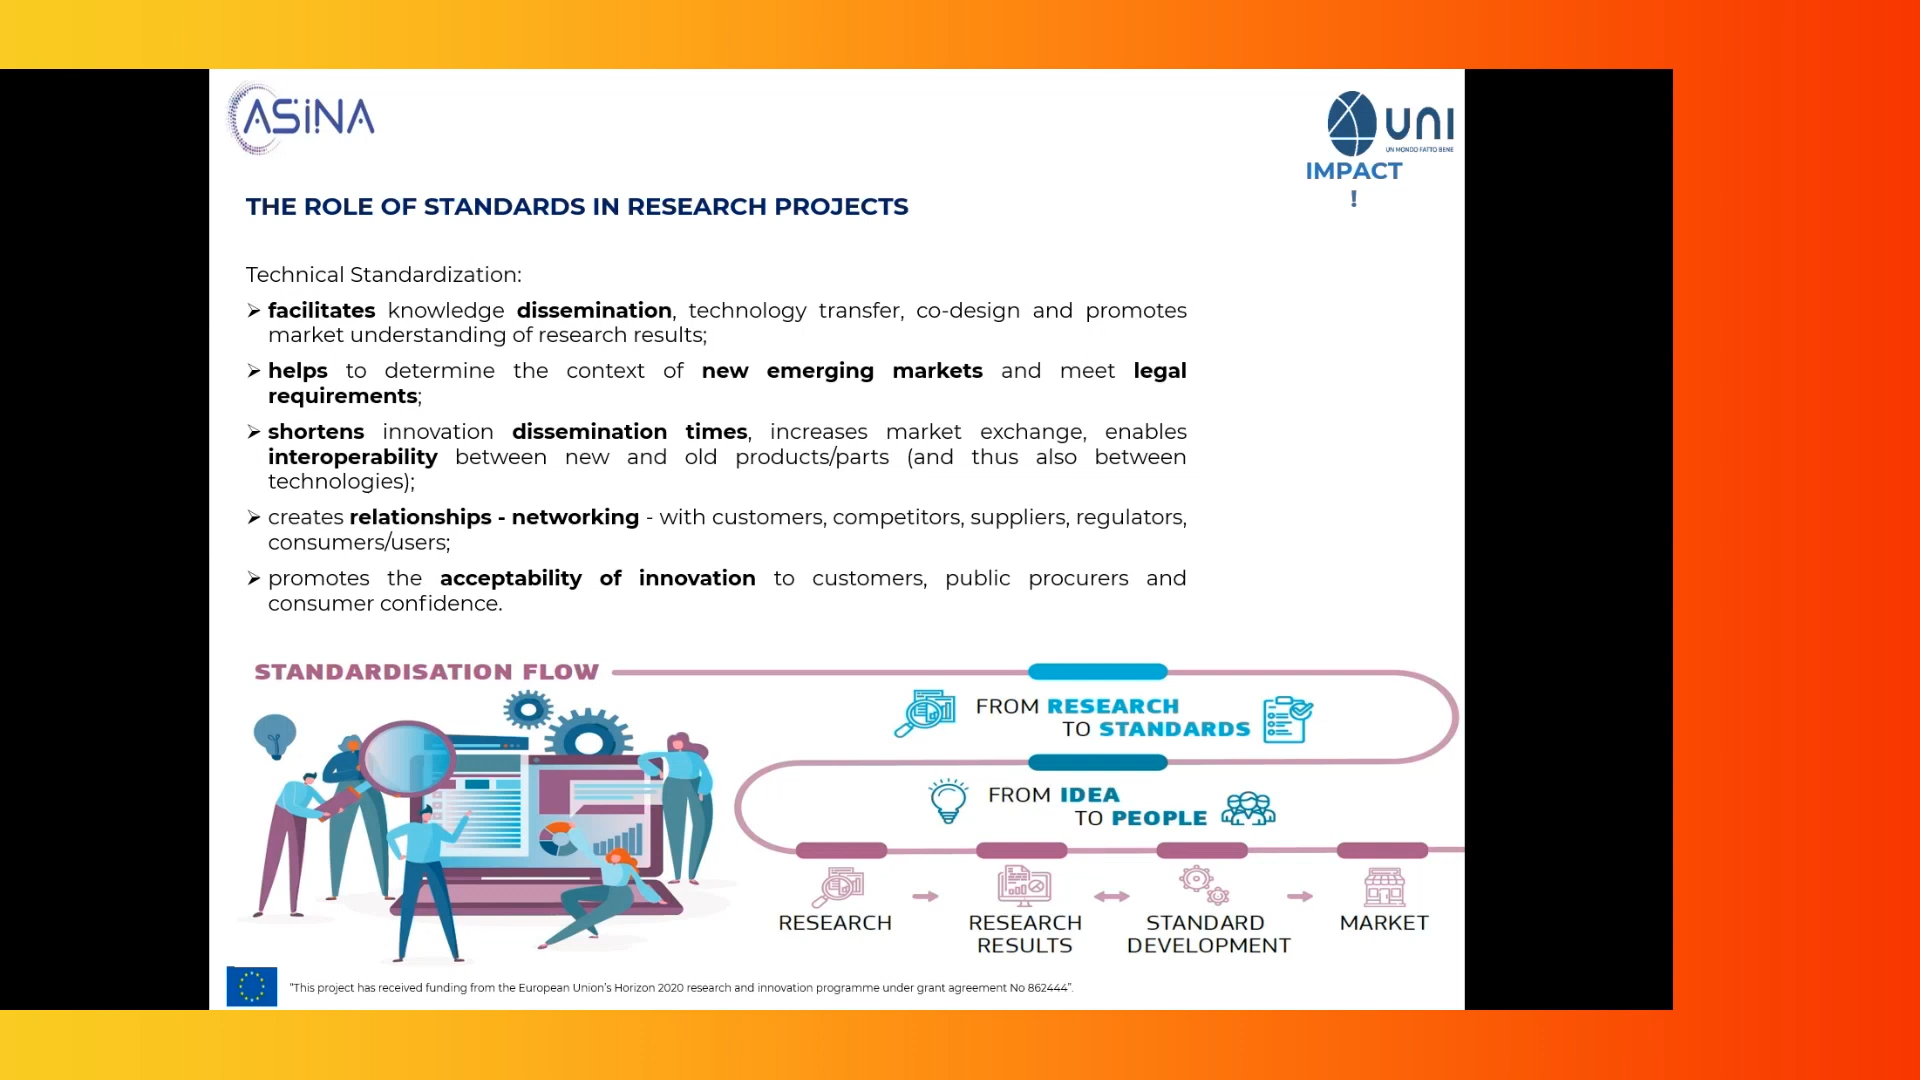 ASiNA
UNI
UN MONDO FATTO BENE
IMPACT
!
THE ROLE OF STANDARDS IN RESEARCH PROJECTS
Technical Standardization:
➢ facilitates knowledge dissemination, technology transfer, co-design and promotes
market understanding of research results;
➢ helps to determine the context of new emerging markets and meet legal
requirements;
➢ shortens innovation dissemination times, increases market exchange, enables
interoperability between new and old products/parts (and thus also between
technologies);
➢ creates relationships - networking - with customers, competitors, suppliers, regulators,
consumers/users;
➢ promotes the acceptability of innovation to customers, public procurers and
consumer confidence.
STANDARDISATION FLOW
FROM RESEARCH
TO STANDARDS
FROM IDEA
TO PEOPLE
RESEARCH
RESEARCH
RESULTS
STANDARD
DEVELOPMENT
MARKET
"This project has received funding from the European Union's Horizon 2020 research and innovation programme under grant agreement No 862444".